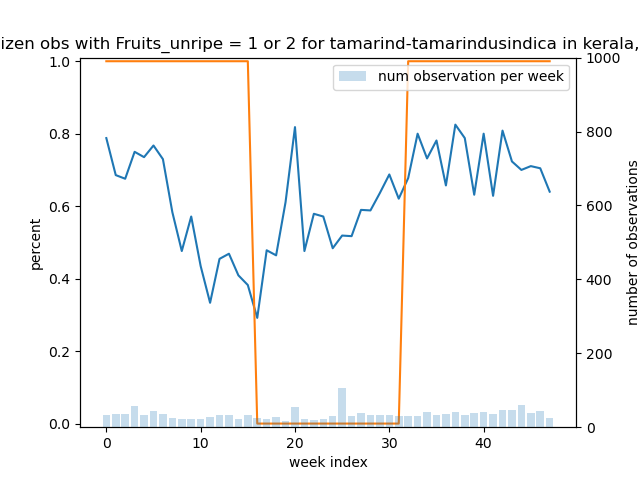 izen obs with Fruits_unripe = 1 or 2 for tamarind-tamarindusindica in kerala,
num observation per week
1.0
0.8
0.6
0.4
0.2
0.0
percent
1000
800
600
400
200
0
number of observations
0 10 20 30 40
week index